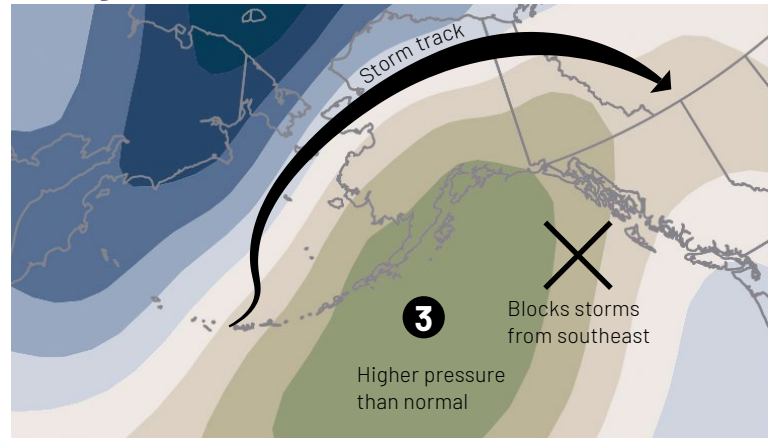 Storm track
3
Blocks storms
from southeast
Higher pressure
than normal